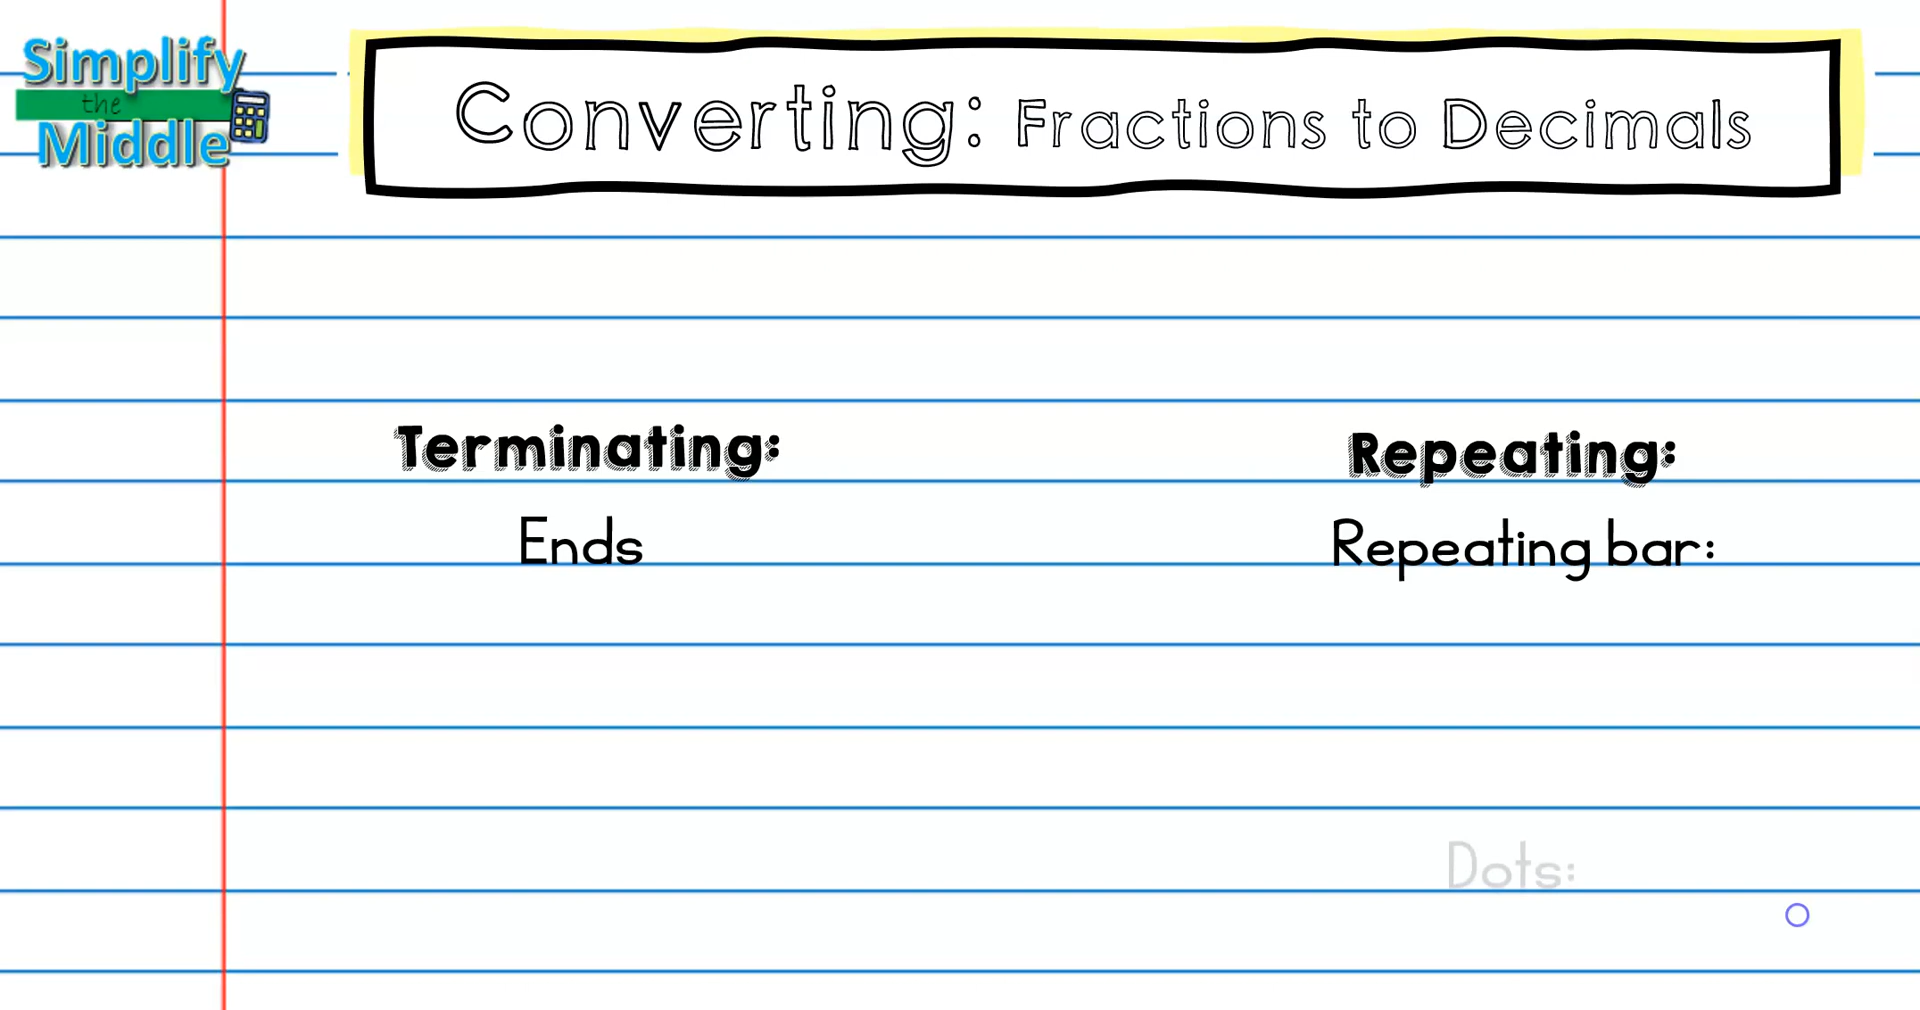 Simplify
the
Middle
Converting: Fractions to Decimals
Terminating:
Ends
Repeating:
Repeating bar:
Dots: